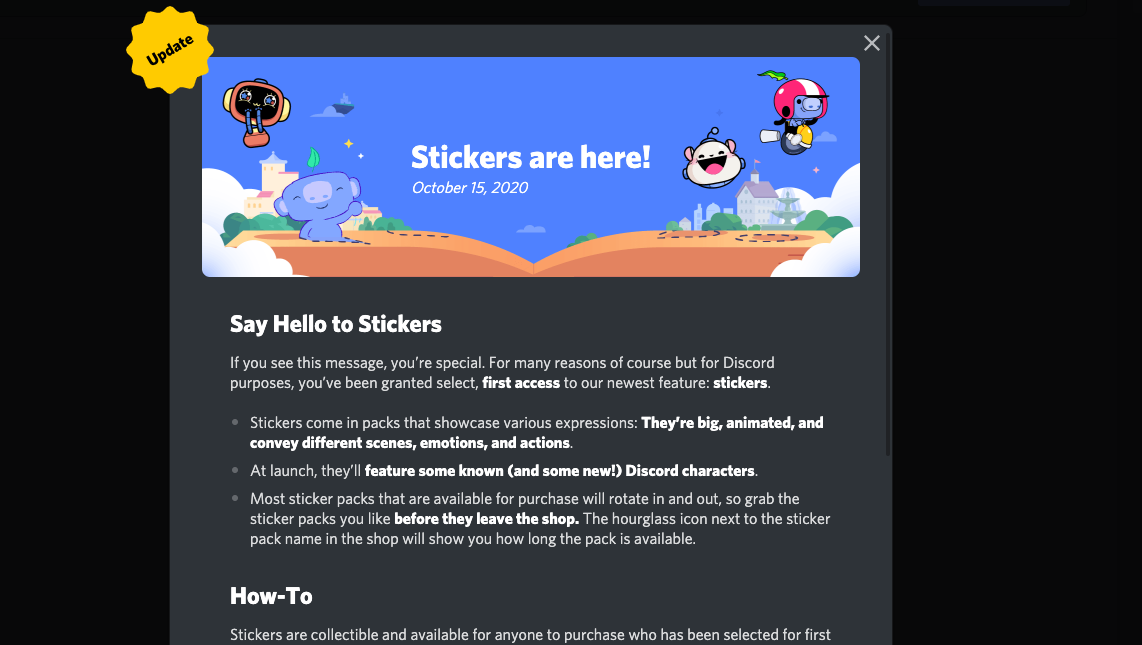 Update
Stickers are here!
October 15, 2020
Say Hello to Stickers
If you see this message, you’re special. For many reasons of course but for Discord
purposes, you’ve been granted select, first access to our newest feature: stickers.
Stickers come in packs that showcase various expressions: They’re big, animated, and
convey different scenes, emotions, and actions.
At launch, they’ll feature some known (and some new!) Discord characters.
Most sticker packs that are available for purchase will rotate in and out, so grab the
sticker packs you like before they leave the shop. The hourglass icon next to the sticker
pack name in the shop will show you how long the pack is available.
How-To
Stickers are collectible and available for anyone to purchase who has been selected for first